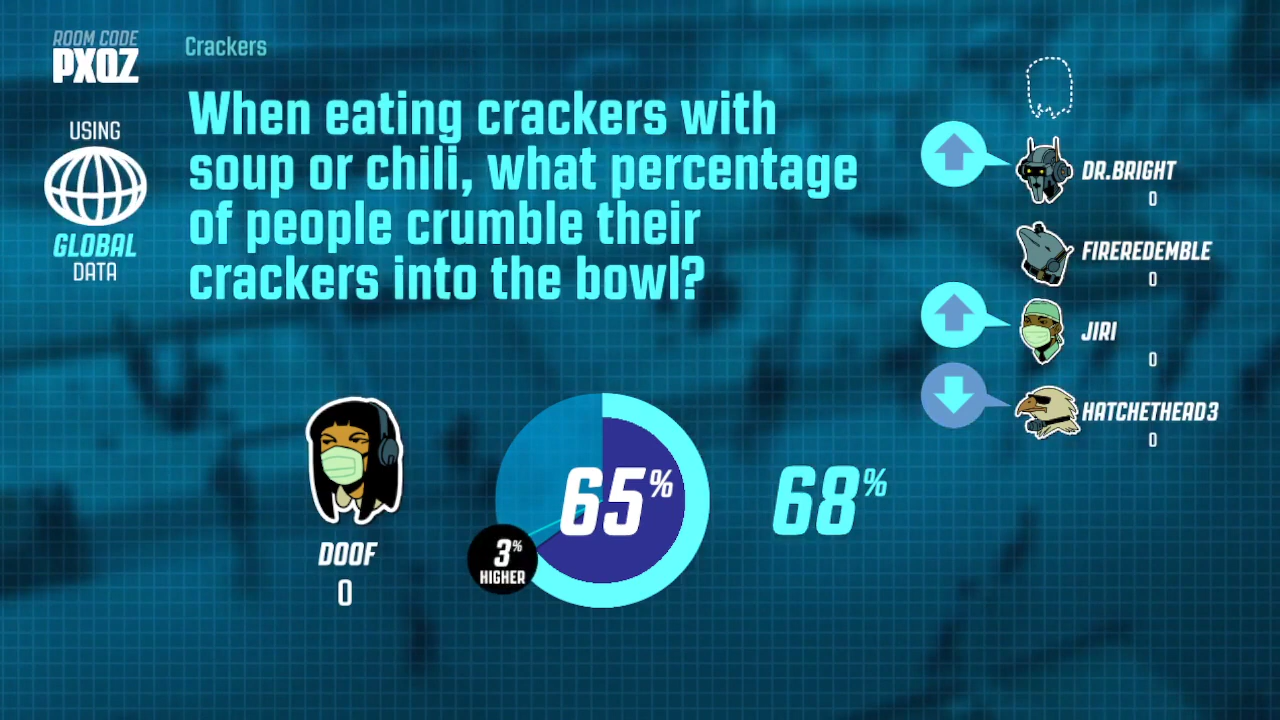 ROOM CODE
PXQZ
Crackers
When eating crackers with
soup or chili, what percentage
of people crumble their
crackers into the bowl?
USING
GLOBAL
DATA
DR.BRIGHT
0
FIREREDEMBLE
0
JIRI
0
HATCHETHEAD3
0
65%
68%
3%
HIGHER
DOOF
0